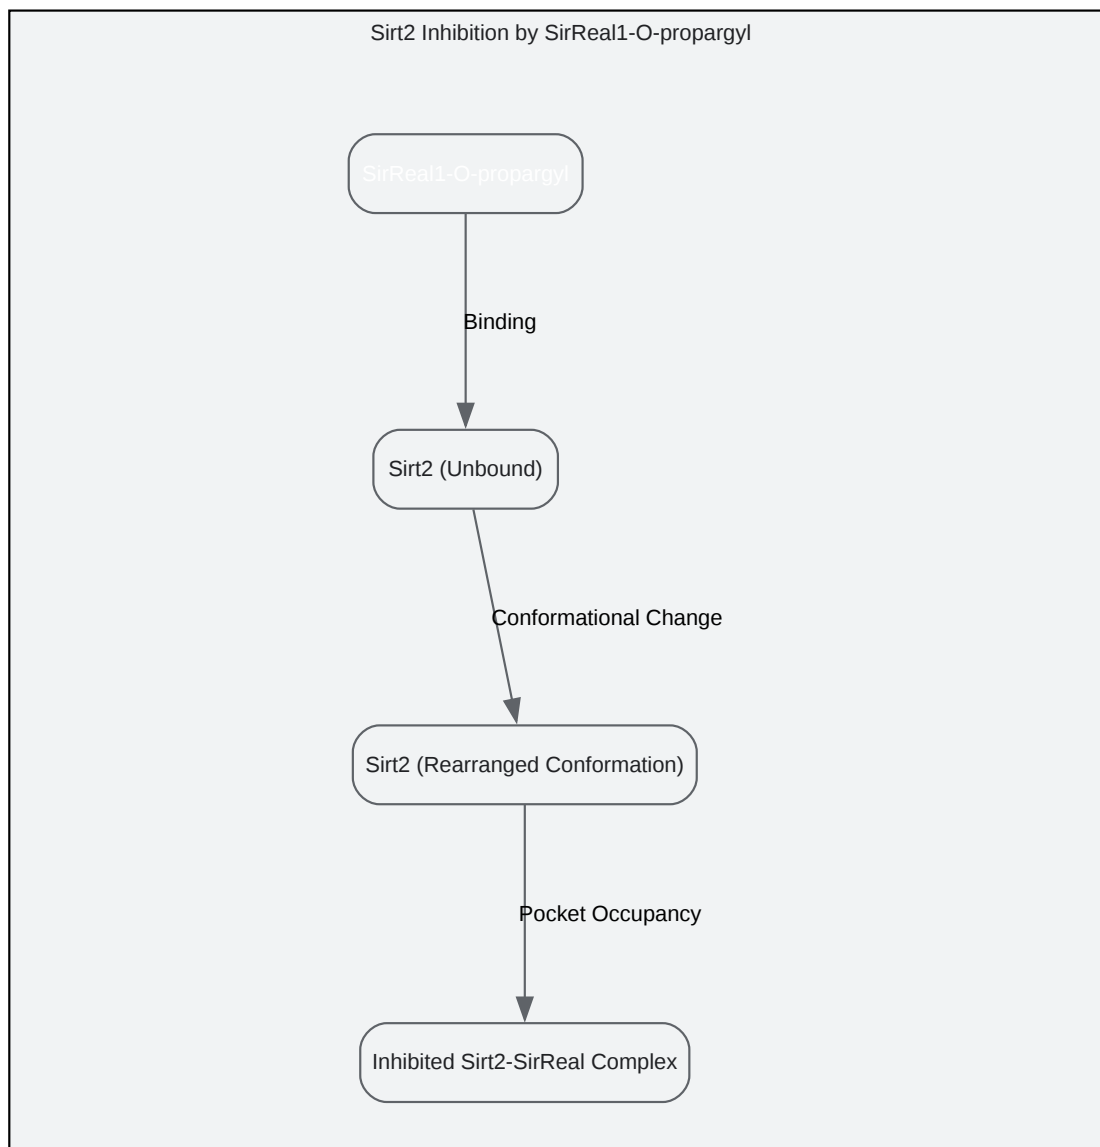 Sirt2 Inhibition by SirReal1-O-propargyl
SirReal1-O-propargyl
Binding
Sirt2 (Unbound)
Conformational Change
Sirt2 (Rearranged Conformation)
Pocket Occupancy
Inhibited Sirt2-SirReal Complex